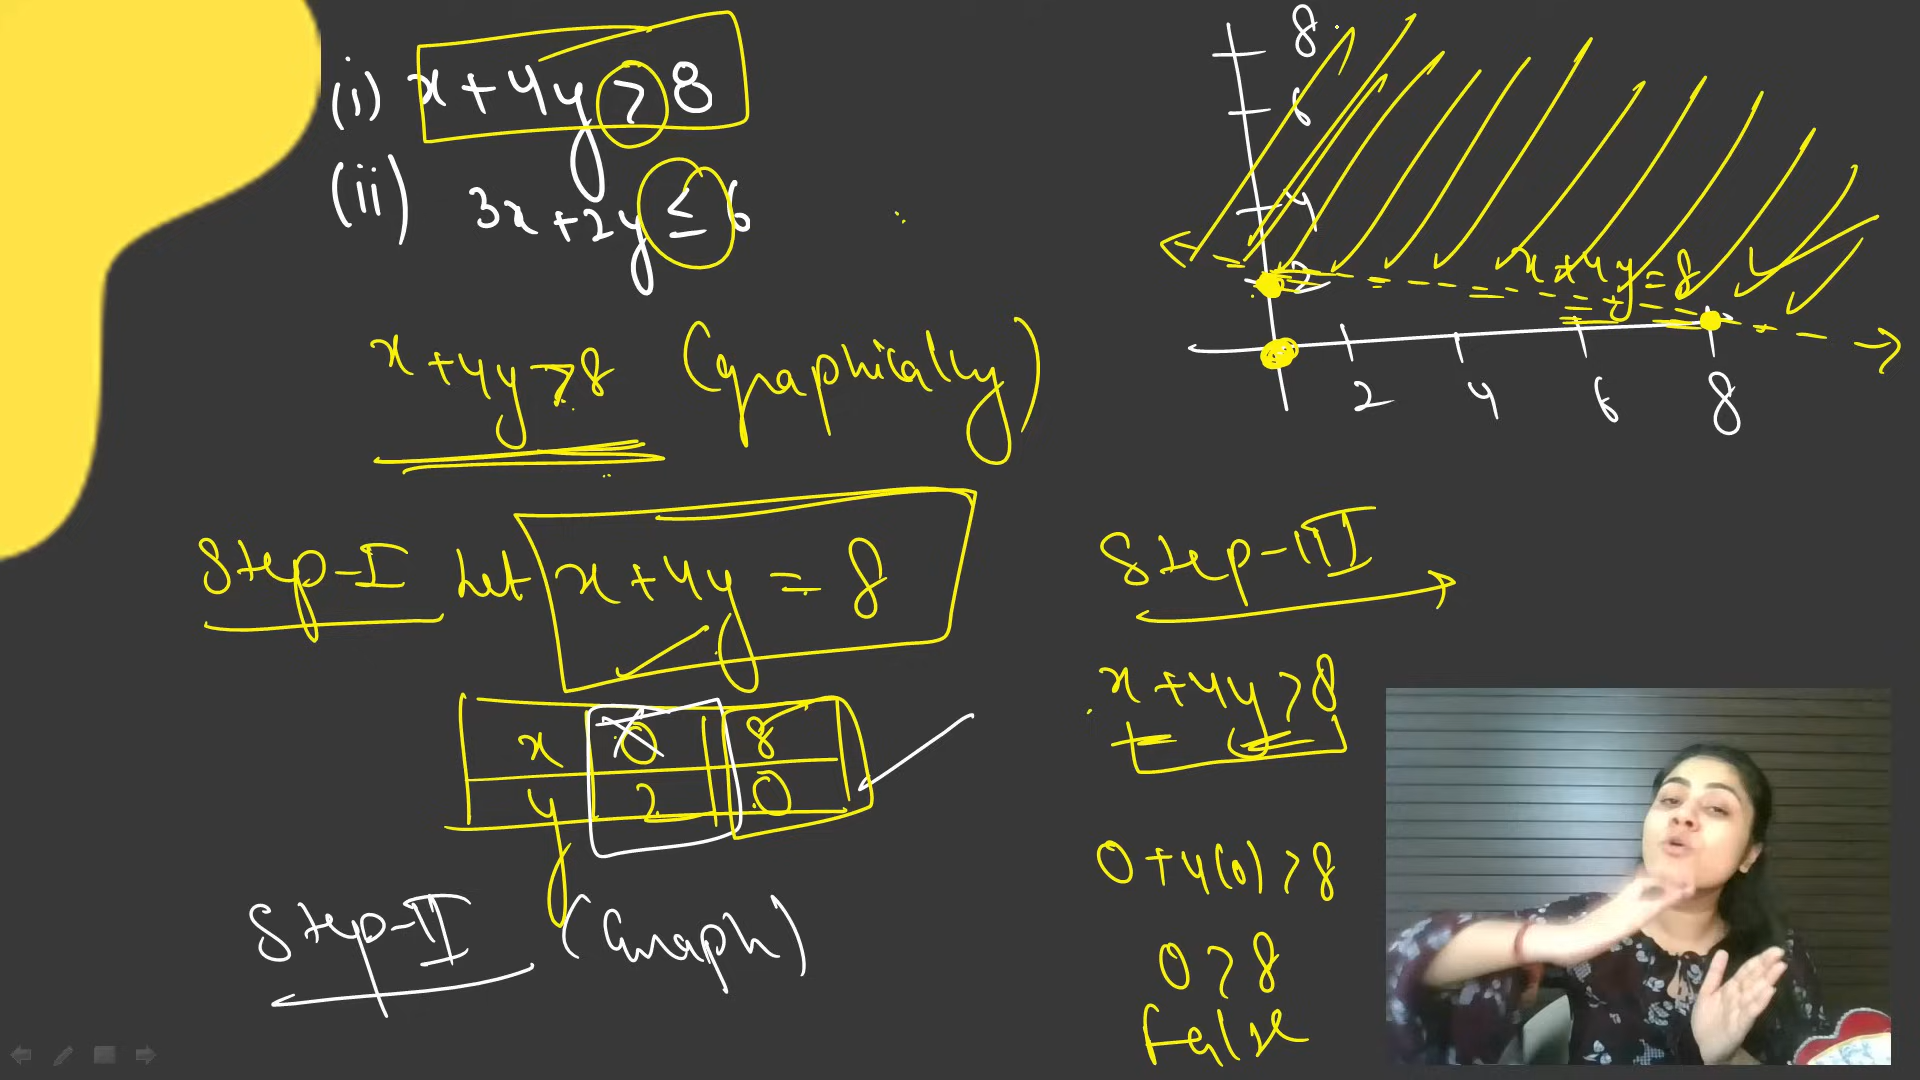 (i) x+4y>8
(ii) 3x+2y≤6
x+4y>8 (graphically)
Step-I Let x+4y=8
x 0 8
y 2 0
Step-II (Graph)
8
6
4
2
x+4y=8
2 4 6 8
Step-III
x+4y>8
0+4(0)>8
0>8
False